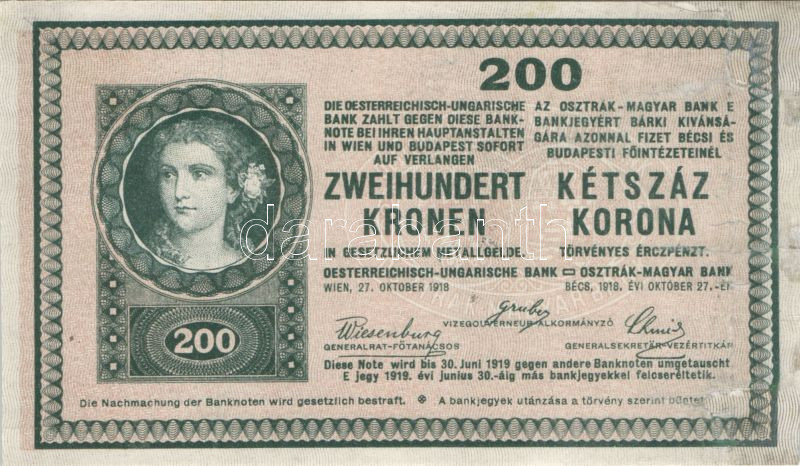 200
DIE OESTERREICHISCH-UNGARISCHE
BANK ZAHLT GEGEN DIESE BANK-
NOTE BEI IHREN HAUPTANSTALTEN
IN WIEN UND BUDAPEST SOFORT
AUF VERLANGEN
ZWEIHUNDERT
KRONEN
IN GESETZLICHEM METALLGELDE.
AZ OSZTRÁK-MAGYAR BANK E
BANKJEGYÉRT BÁRKI KIVÁNSÁ-
GÁRA AZONNAL FIZET BÉCSI ÉS
BUDAPESTI FŐINTÉZETEINÉL
KÉTSZÁZ
KORONA
TÖRVÉNYES ÉRCZPÉNZT.
OESTERREICHISCH-UNGARISCHE BANK OSZTRÁK-MAGYAR BANK
WIEN, 27. OKTOBER 1918 BÉCS, 1918. ÉVI OKTÓBER 27.-ÉN
Gruber
VIZEGOUVERNEUR-ALKORMÁNYZÓ
Wiesenburg
GENERALRAT-FŐTANÁCSOS GENERALSEKRETÄR-VEZÉRTITKÁR
200
Diese Note wird bis 30. Juni 1919 gegen andere Banknoten umgetauscht
E jegy 1919. évi junius 30.-áig más bankjegyekkel felcseréltetik.
Die Nachmachung der Banknoten wird gesetzlich bestraft. A bankjegyek utánzása a törvény szerint büntet
darabanth